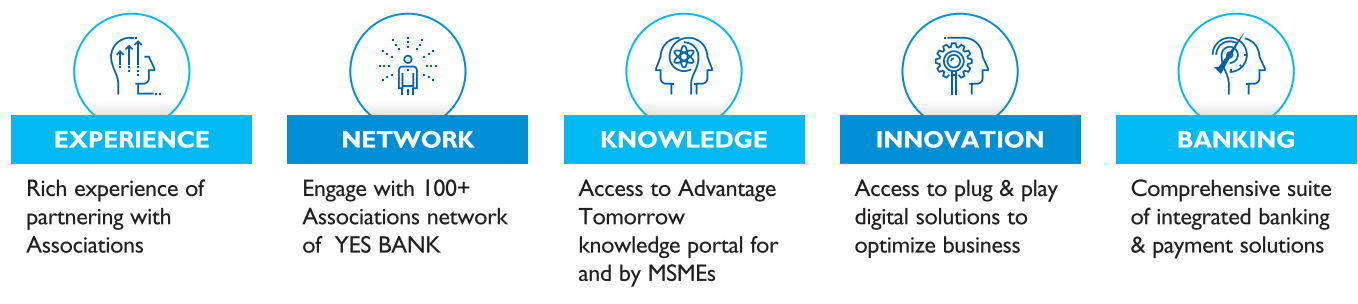 EXPERIENCE
Rich experience of
partnering with
Associations
NETWORK
Engage with 100+
Associations network
of YES BANK
KNOWLEDGE
Access to Advantage
Tomorrow
knowledge portal for
and by MSMEs
INNOVATION
Access to plug & play
digital solutions to
optimize business
BANKING
Comprehensive suite
of integrated banking
& payment solutions